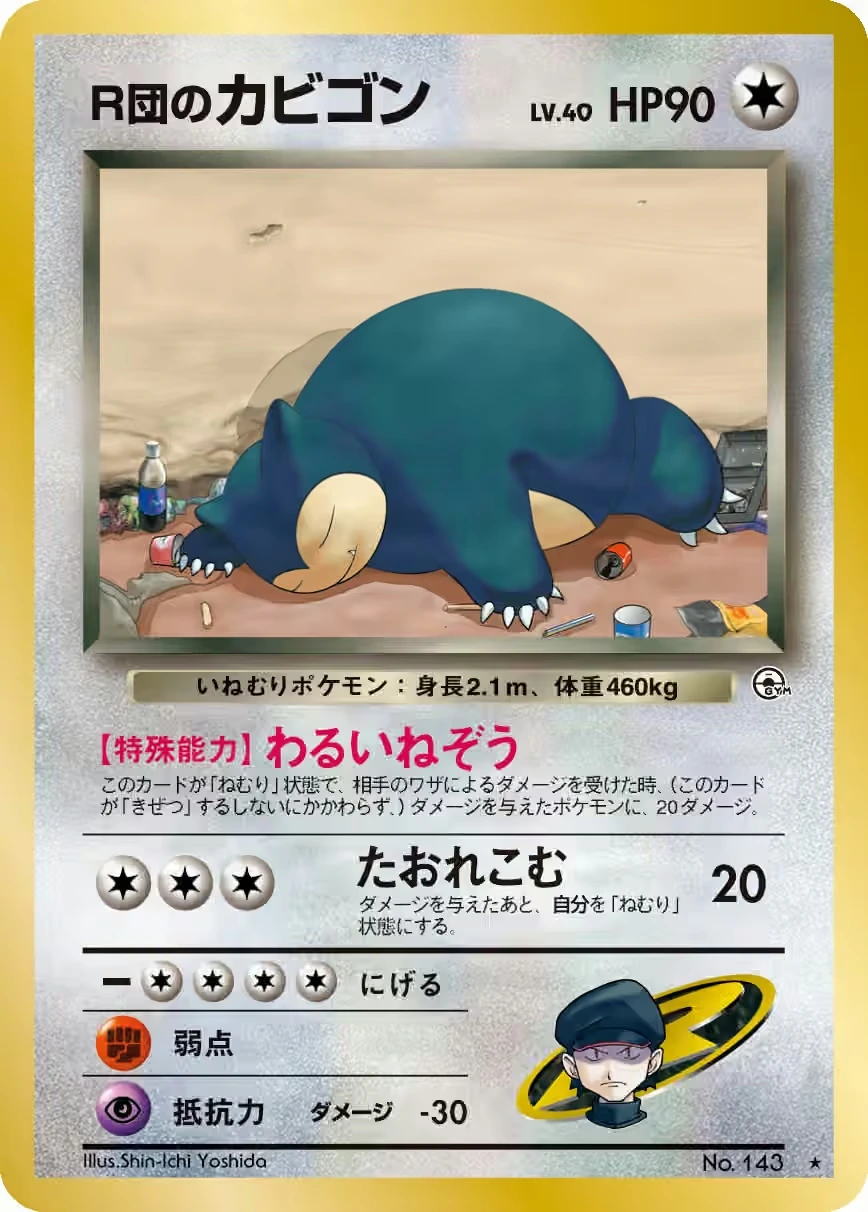 R団のカビゴン LV.40 HP90
いねむりポケモン：身長2.1m、体重460kg
GYM
【特殊能力】わるいねぞう
このカードが「ねむり」状態で、相手のワザによるダメージを受けた時、（このカード
が「きぜつ」するしないにかかわらず。）ダメージを与えたポケモンに、20ダメージ。
たおれこむ 20
ダメージを与えたあと、自分を「ねむり」
状態にする。
ー にげる
弱点
抵抗力 ダメージ -30
R
Illus.Shin-Ichi Yoshida No. 143 ★